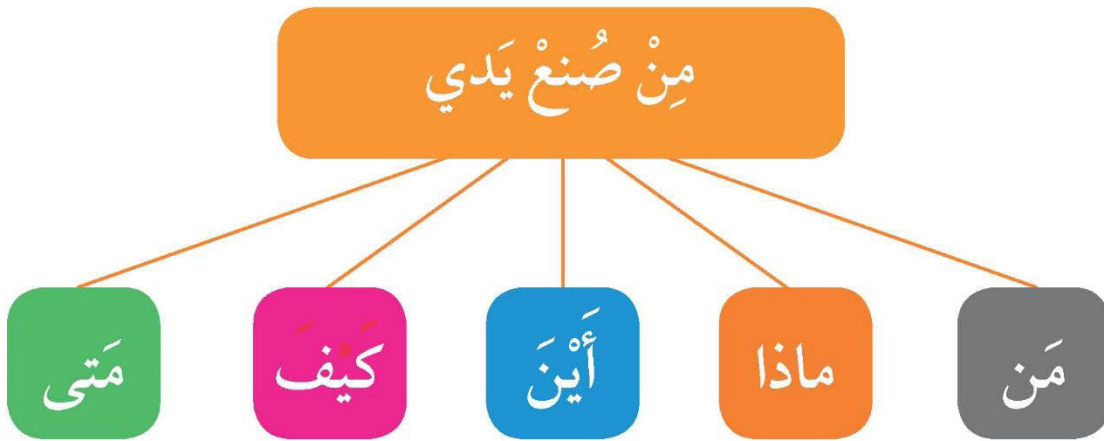 مِنْ صُنعْ يَدي
مَن
ماذا
أَيْنَ
كَيْفَ
مَتى